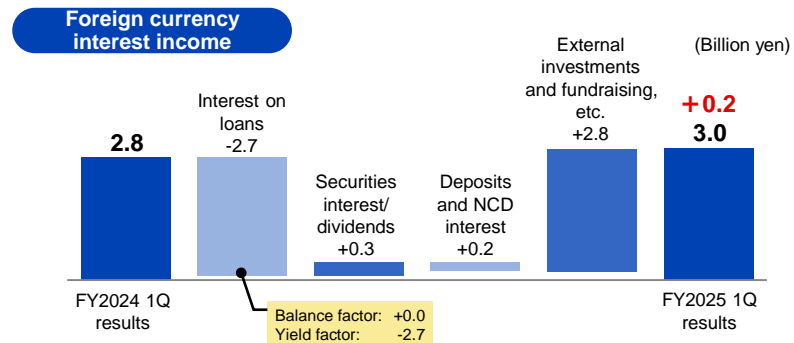 Foreign currency
interest income
(Billion yen)
2.8
Interest on
loans
-2.7
Securities
interest/
dividends
+0.3
Deposits
and NCD
interest
+0.2
External
investments
and fundraising,
etc.
+2.8
+0.2
3.0
FY2024 1Q
results
Balance factor: +0.0
Yield factor: -2.7
FY2025 1Q
results